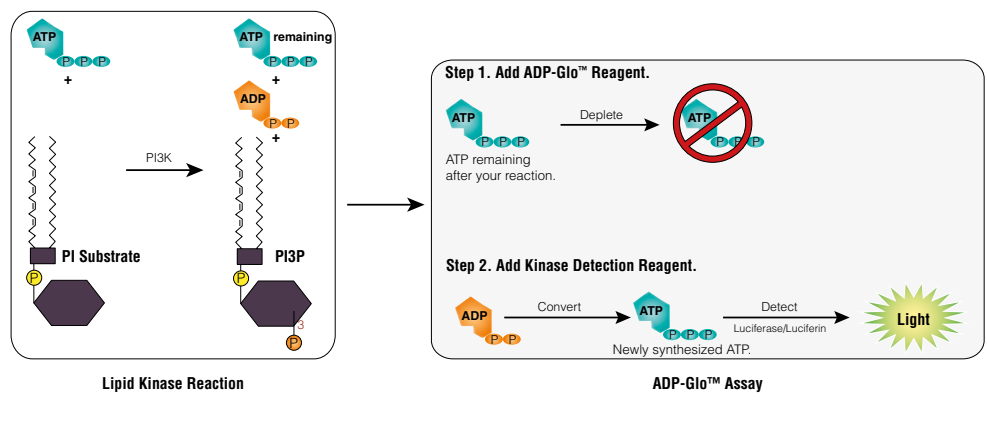 ATP
P P P
+
PI3K
PI Substrate
P
ATP remaining
P P P
+
ADP
P P
+
PI3P
P
3
P
Lipid Kinase Reaction
Step 1. Add ADP-Glo™ Reagent.
ATP
P P P
ATP remaining
after your reaction.
Deplete
ATP
P P P
Step 2. Add Kinase Detection Reagent.
ADP
P P
Convert
ATP
P P P
Newly synthesized ATP.
Detect
Luciferase/Luciferin
Light
ADP-Glo™ Assay